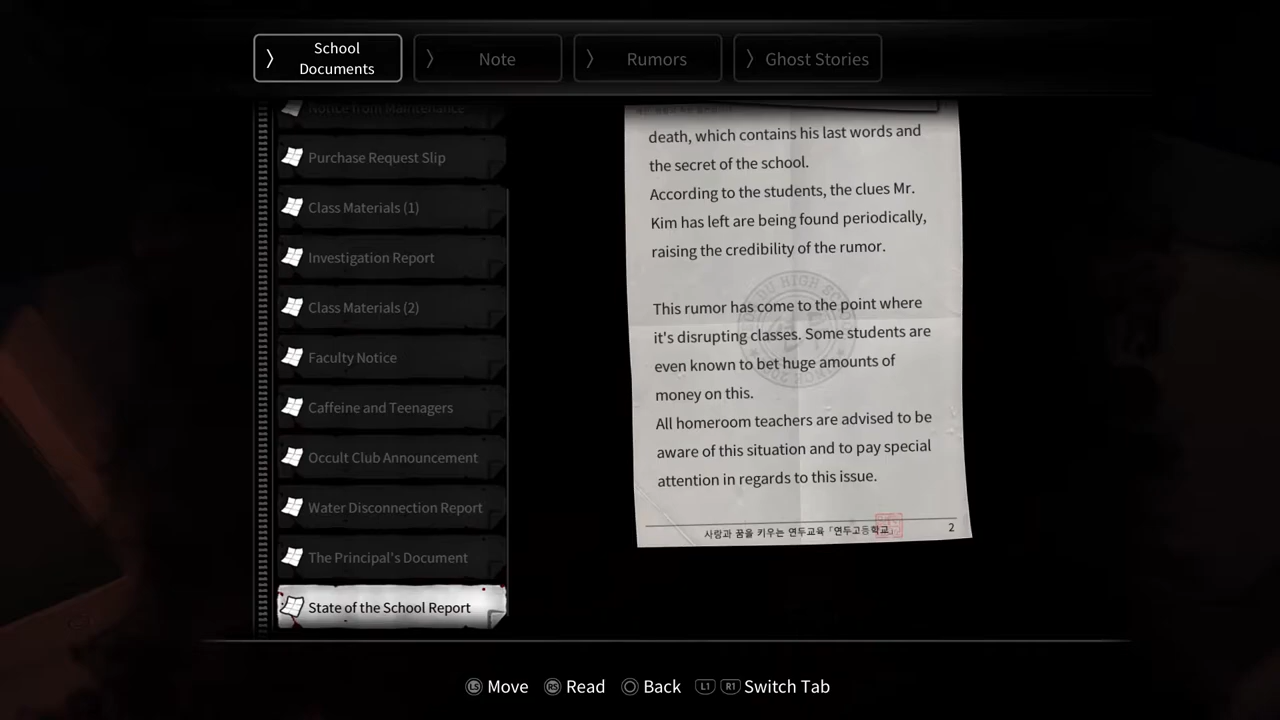 School
Documents
Note
Rumors
Ghost Stories
Notice from Maintenance
Purchase Request Slip
Class Materials (1)
Investigation Report
Class Materials (2)
Faculty Notice
Caffeine and Teenagers
Occult Club Announcement
Water Disconnection Report
The Principal's Document
State of the School Report
death, which contains his last words and
the secret of the school.
According to the students, the clues Mr.
Kim has left are being found periodically,
raising the credibility of the rumor.
This rumor has come to the point where
it's disrupting classes. Some students are
even known to bet huge amounts of
money on this.
All homeroom teachers are advised to be
aware of this situation and to pay special
attention in regards to this issue.
사랑과 꿈을 키우는 연두교육 「연두고등학교」
2
LS Move
RS Read
Back
L1 R1 Switch Tab